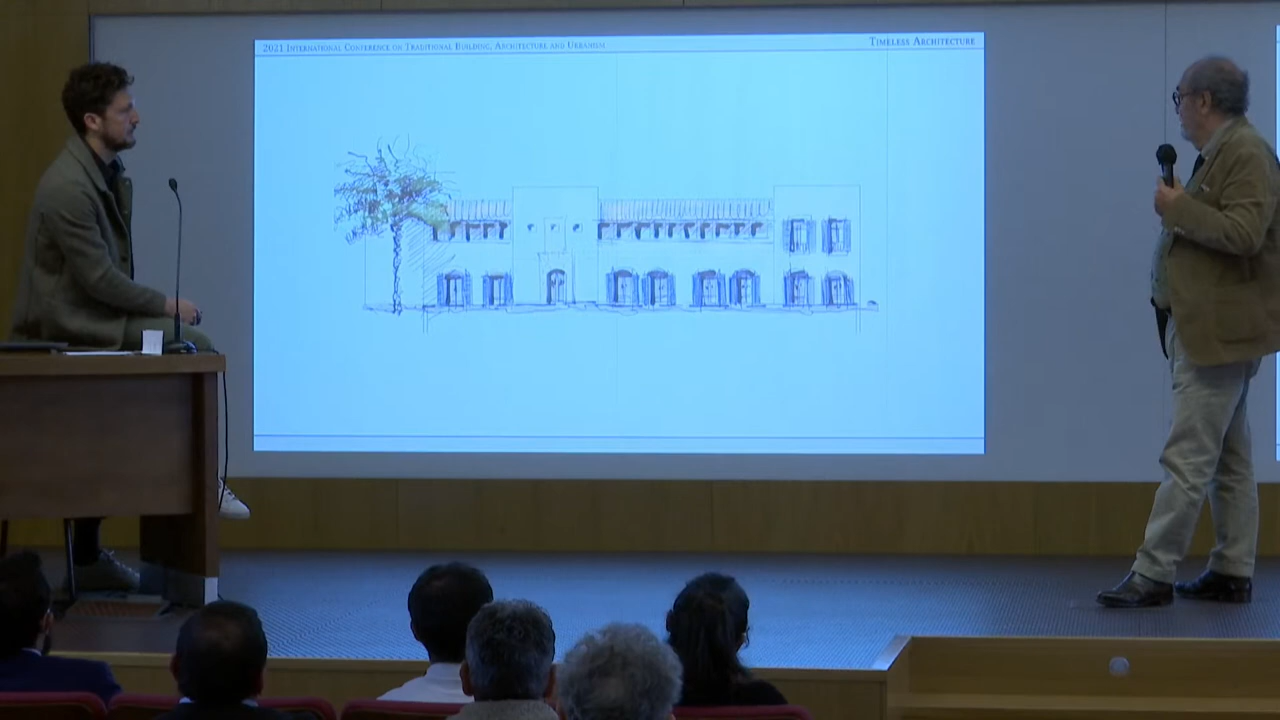 2021 International Conference on Traditional Building, Architecture and Urbanism
Timeless Architecture